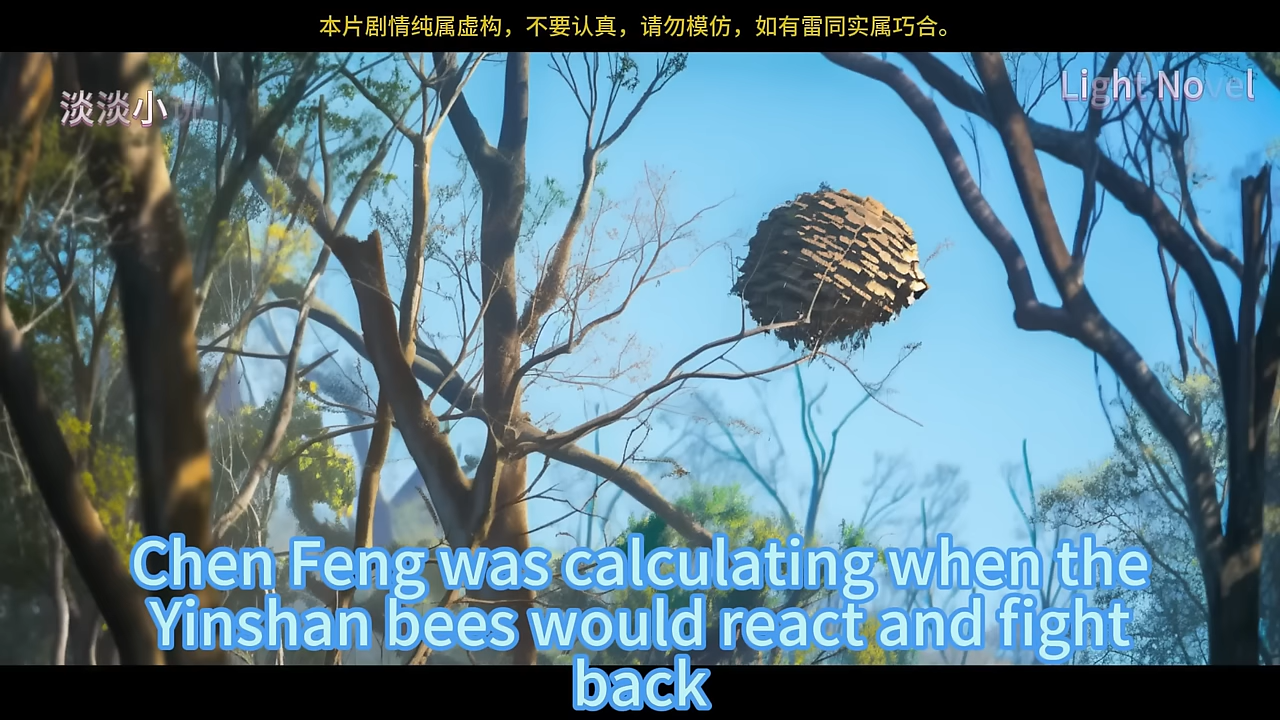 本片剧情纯属虚构，不要认真，请勿模仿，如有雷同实属巧合。
淡淡小
Light Novel
Chen Feng was calculating when the
Yinshan bees would react and fight
back